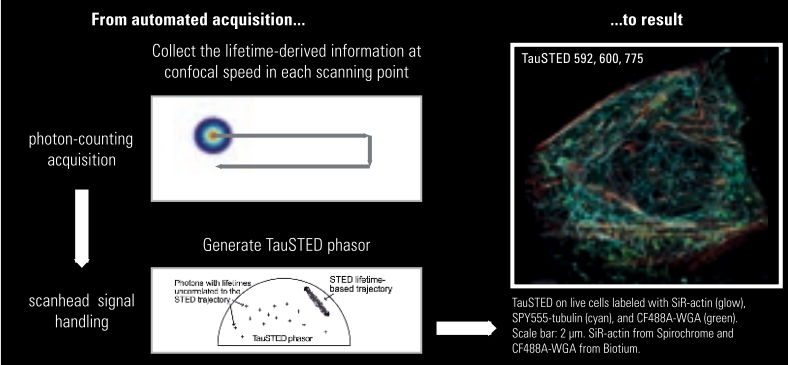 From automated acquisition...
Collect the lifetime-derived information at
confocal speed in each scanning point
photon-counting
acquisition
Generate TauSTED phasor
scanhead signal
handling
Photons with lifetimes
uncorrelated to the
STED trajectory
STED lifetime-
based trajectory
TauSTED phasor
...to result
TauSTED 592, 600, 775
TauSTED on live cells labeled with SiR-actin (glow),
SPY555-tubulin (cyan), and CF488A-WGA (green).
Scale bar: 2 μm. SiR-actin from Spirochrome and
CF488A-WGA from Biotium.